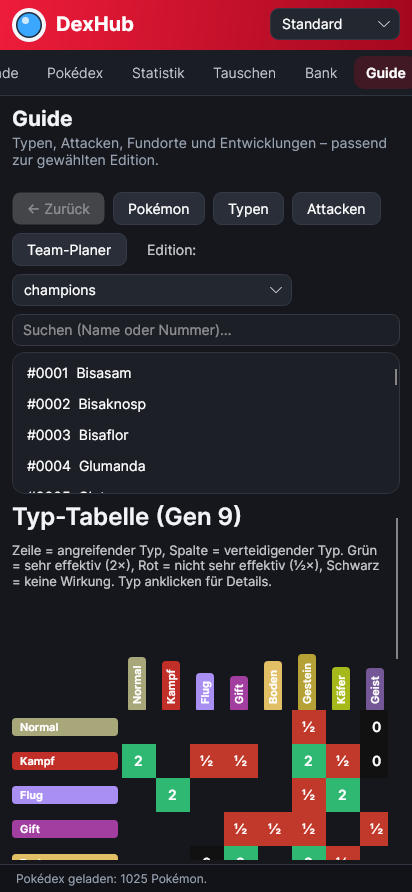 DexHub
Standard
Pokédex
Statistik
Tauschen
Bank
Guide
Guide
Typen, Attacken, Fundorte und Entwicklungen – passend
zur gewählten Edition.
← Zurück
Pokémon
Typen
Attacken
Team-Planer
Edition:
champions
Suchen (Name oder Nummer)...
#0001 Bisasam
#0002 Bisaknosp
#0003 Bisaflor
#0004 Glumanda
Typ-Tabelle (Gen 9)
Zeile = angreifender Typ, Spalte = verteidigender Typ. Grün
= sehr effektiv (2×), Rot = nicht sehr effektiv (½×), Schwarz
= keine Wirkung. Typ anklicken für Details.
Normal Kampf Flug Gift Boden Gestein Käfer Geist
Normal ½ 0
Kampf 2 ½ ½ 2 ½ 0
Flug 2 ½ 2
Gift ½ ½ ½ ½
Pokédex geladen: 1025 Pokémon.